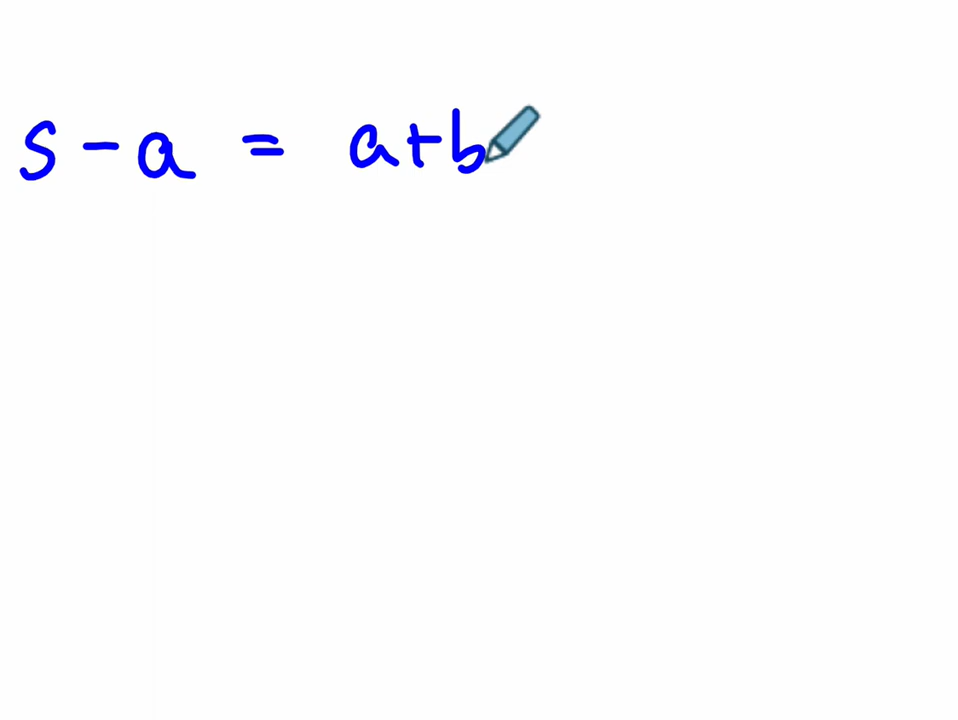 s - a = a+b